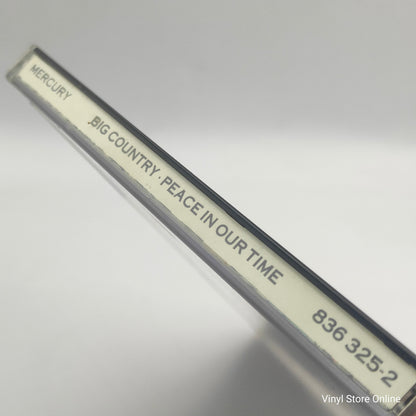 MERCURY
BIG COUNTRY · PEACE IN OUR TIME
836 325-2
Vinyl Store Online